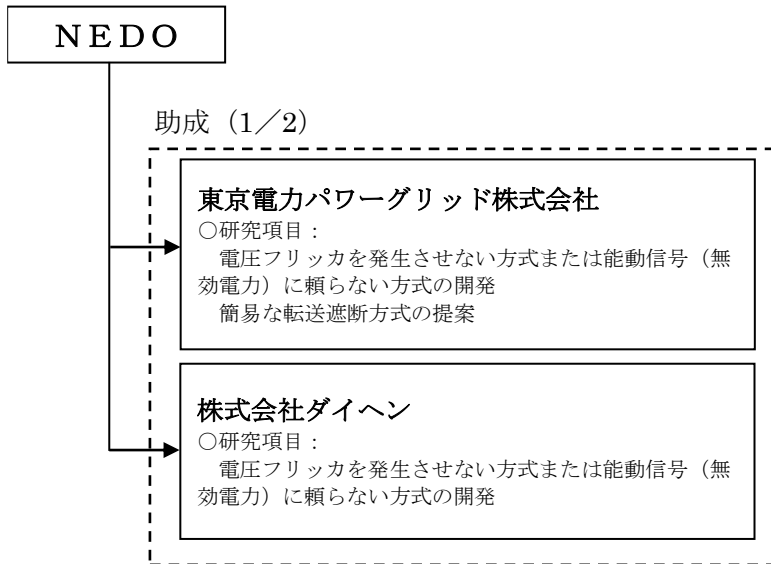 NEDO
助成（1／2）
東京電力パワーグリッド株式会社
○研究項目：
電圧フリッカを発生させない方式または能動信号（無
効電力）に頼らない方式の開発
簡易な転送遮断方式の提案
株式会社ダイヘン
○研究項目：
電圧フリッカを発生させない方式または能動信号（無
効電力）に頼らない方式の開発